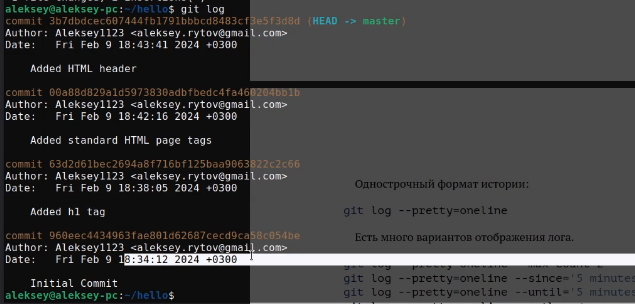 aleksey@aleksey-pc:~/hello$ git log
commit 3b7dbdcec607444fb1791bbbcd8483cf3e5f3d8d (HEAD -> master)
Author: Aleksey1123 <aleksey.rytov@gmail.com>
Date:   Fri Feb 9 18:43:41 2024 +0300
Added HTML header
commit 00a88d829a1d5973830adbfbedc4fa460204bb1b
Author: Aleksey1123 <aleksey.rytov@gmail.com>
Date:   Fri Feb 9 18:42:16 2024 +0300
Added standard HTML page tags
commit 63d2d61bec2694a8f716bf125baa9063822c2c66
Author: Aleksey1123 <aleksey.rytov@gmail.com>
Date:   Fri Feb 9 18:38:05 2024 +0300
Added h1 tag
commit 960eec4434963fae801d62687cecd9ca58c054be
Author: Aleksey1123 <aleksey.rytov@gmail.com>
Date:   Fri Feb 9 18:34:12 2024 +0300
Initial Commit
aleksey@aleksey-pc:~/hello$
Однострочный формат истории:
git log --pretty=oneline
Есть много вариантов отображения лога.
git log --pretty=oneline --max-count=2
git log --pretty=oneline --since='5 minutes
git log --pretty=oneline --until='5 minutes